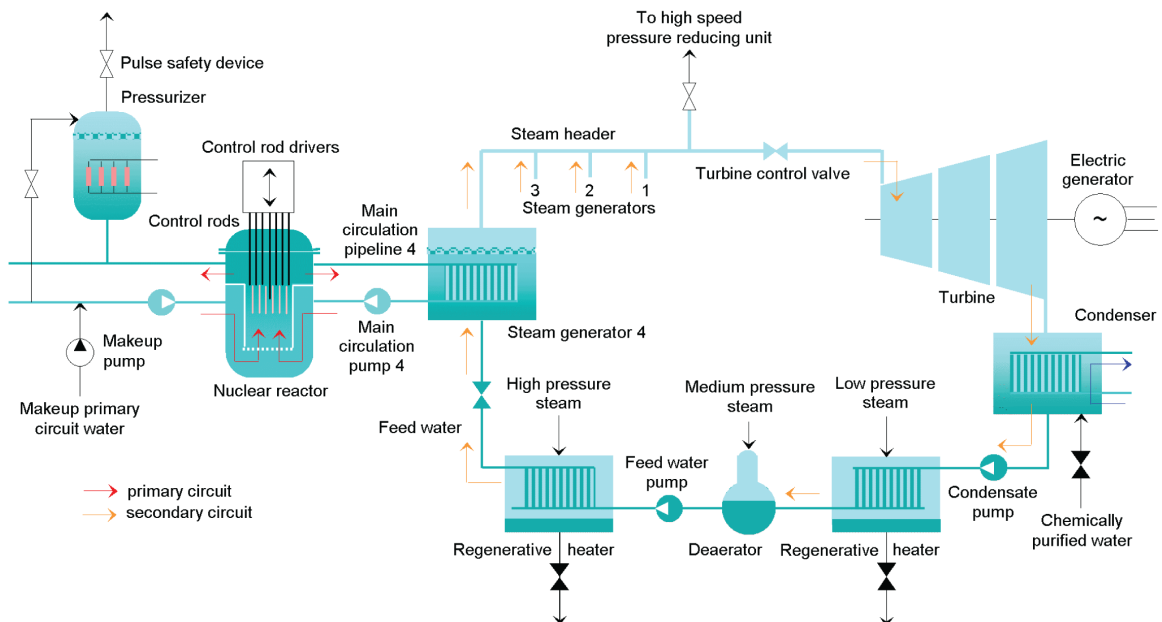 To high speed
pressure reducing unit
Pulse safety device
Pressurizer
Steam header
Control rod drivers
Turbine control valve
Electric
generator
~
3
2
1
Steam generators
Control rods
Main
circulation
pipeline 4
Turbine
Condenser
Makeup
pump
Main
circulation
pump 4
Steam generator 4
Nuclear reactor
High pressure
steam
Medium pressure
steam
Low pressure
steam
Makeup primary
circuit water
Feed water
Feed water
pump
Condensate
pump
primary circuit
secondary circuit
Chemically
purified water
Regenerative heater
Deaerator
Regenerative heater